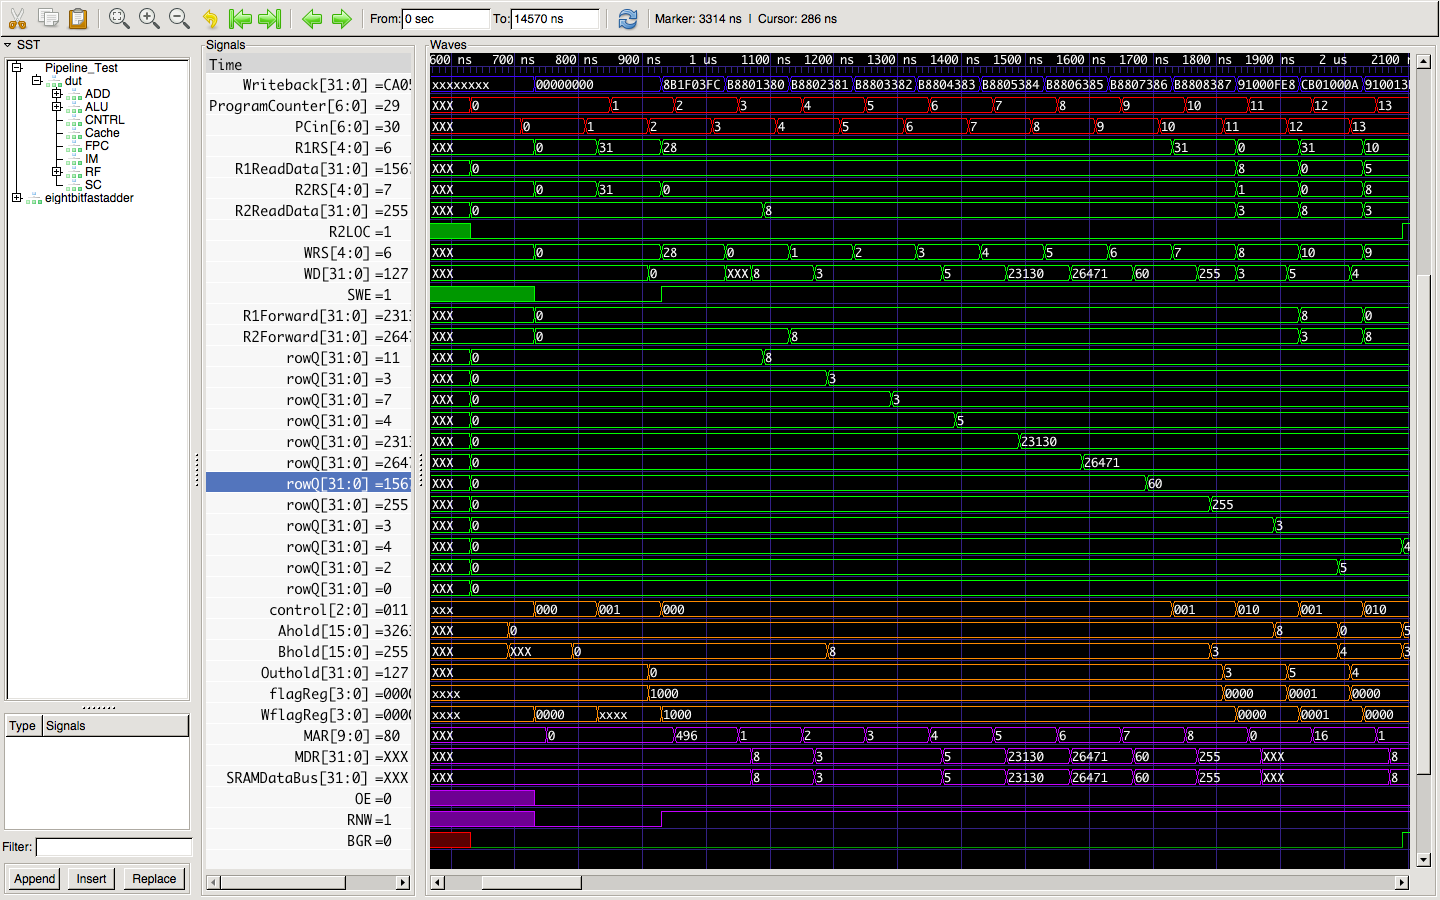 From: 0 sec To: 14570 ns Marker: 3314 ns | Cursor: 286 ns
SST
Pipeline_Test
dut
ADD
ALU
CNTRL
Cache
FPC
IM
RF
SC
eightbitfastadder
Type Signals
Filter:
Append Insert Replace
Signals
Time
Writeback[31:0] =CA05
ProgramCounter[6:0] =29
PCin[6:0] =30
R1RS[4:0] =6
R1ReadData[31:0] =1567
R2RS[4:0] =7
R2ReadData[31:0] =255
R2LOC =1
WRS[4:0] =6
WD[31:0] =127
SWE =1
R1Forward[31:0] =2313
R2Forward[31:0] =2647
rowQ[31:0] =11
rowQ[31:0] =3
rowQ[31:0] =7
rowQ[31:0] =4
rowQ[31:0] =2313
rowQ[31:0] =2647
rowQ[31:0] =1567
rowQ[31:0] =255
rowQ[31:0] =3
rowQ[31:0] =4
rowQ[31:0] =2
rowQ[31:0] =0
control[2:0] =011
Ahold[15:0] =3263
Bhold[15:0] =255
Outhold[31:0] =127
flagReg[3:0] =0000
WflagReg[3:0] =0000
MAR[9:0] =80
MDR[31:0] =XXX
SRAMDataBus[31:0] =XXX
OE =0
RNW =1
BGR =0
Waves
600 ns 700 ns 800 ns 900 ns 1 us 1100 ns 1200 ns 1300 ns 1400 ns 1500 ns 1600 ns 1700 ns 1800 ns 1900 ns 2 us 2100 n
xxxxxxxx 00000000 8B1F03FC B8801380 B8802381 B8803382 B8804383 B8805384 B8806385 B8807386 B8808387 91000FE8 CB01000A 910013
XXX 0 1 2 3 4 5 6 7 8 9 10 11 12 13
XXX 0 1 2 3 4 5 6 7 8 9 10 11 12 13
XXX 0 31 28 31 0 31 10
XXX 0 8 0 5
XXX 0 31 0 1 0 8
XXX 0 8 3 8 3
XXX 0 28 0 1 2 3 4 5 6 7 8 10 9
XXX 0 XXX 8 3 5 23130 26471 60 255 3 5 4
XXX 0 8 0
XXX 0 8 3 8
XXX 0 8
XXX 0 3
XXX 0 3
XXX 0 5
XXX 0 23130
XXX 0 26471
XXX 0 60
XXX 0 255
XXX 0 3
XXX 0 4
XXX 0 5
XXX 0
xxx 000 001 000 001 010 001 010
XXX 0 8 0 5
XXX XXX 0 8 3 4 3
XXX 0 3 5 4
xxxx 1000 0000 0001 0000
xxxx 0000 xxxx 1000 0000 0001 0000
XXX 0 496 1 2 3 4 5 6 7 8 0 16 1
XXX 8 3 5 23130 26471 60 255 XXX 8
XXX 8 3 5 23130 26471 60 255 XXX 8